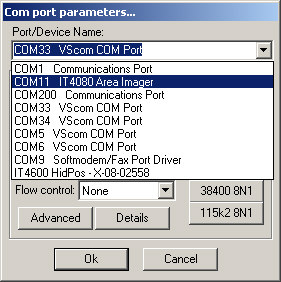 Com port parameters...
Port/Device Name:
COM33 VScom COM Port
COM1 Communications Port
COM11 IT4080 Area Imager
COM200 Communications Port
COM33 VScom COM Port
COM34 VScom COM Port
COM5 VScom COM Port
COM6 VScom COM Port
COM9 Softmodem/Fax Port Driver
IT4600 HidPos - X-08-02558
Flow control: None
38400 8N1
115k2 8N1
Advanced Details
Ok Cancel